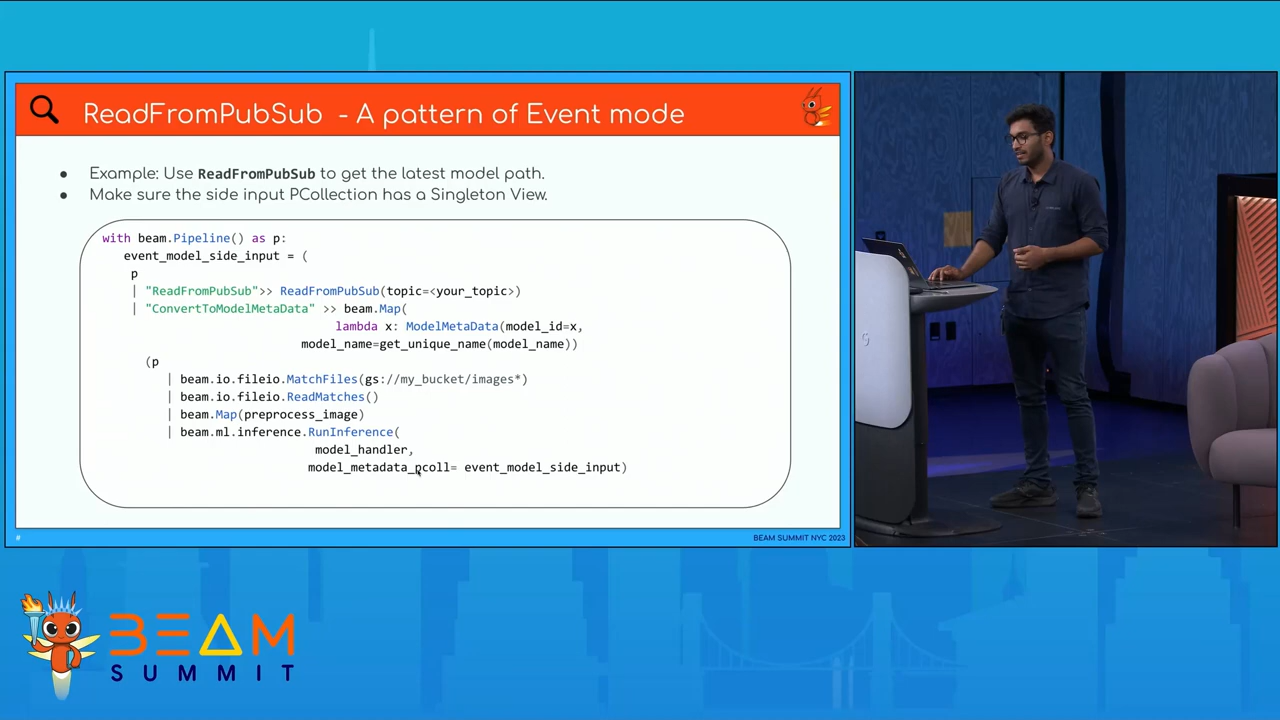 ReadFromPubSub - A pattern of Event mode
● Example: Use ReadFromPubSub to get the latest model path.
● Make sure the side input PCollection has a Singleton View.
with beam.Pipeline() as p:
event_model_side_input = (
p
| "ReadFromPubSub">> ReadFromPubSub(topic=<your_topic>)
| "ConvertToModelMetaData" >> beam.Map(
lambda x: ModelMetaData(model_id=x,
model_name=get_unique_name(model_name))
(p
| beam.io.fileio.MatchFiles(gs://my_bucket/images*)
| beam.io.fileio.ReadMatches()
| beam.Map(preprocess_image)
| beam.ml.inference.RunInference(
model_handler,
model_metadata_pcoll= event_model_side_input)
#
BEAM SUMMIT NYC 2023
BEAM
SUMMIT